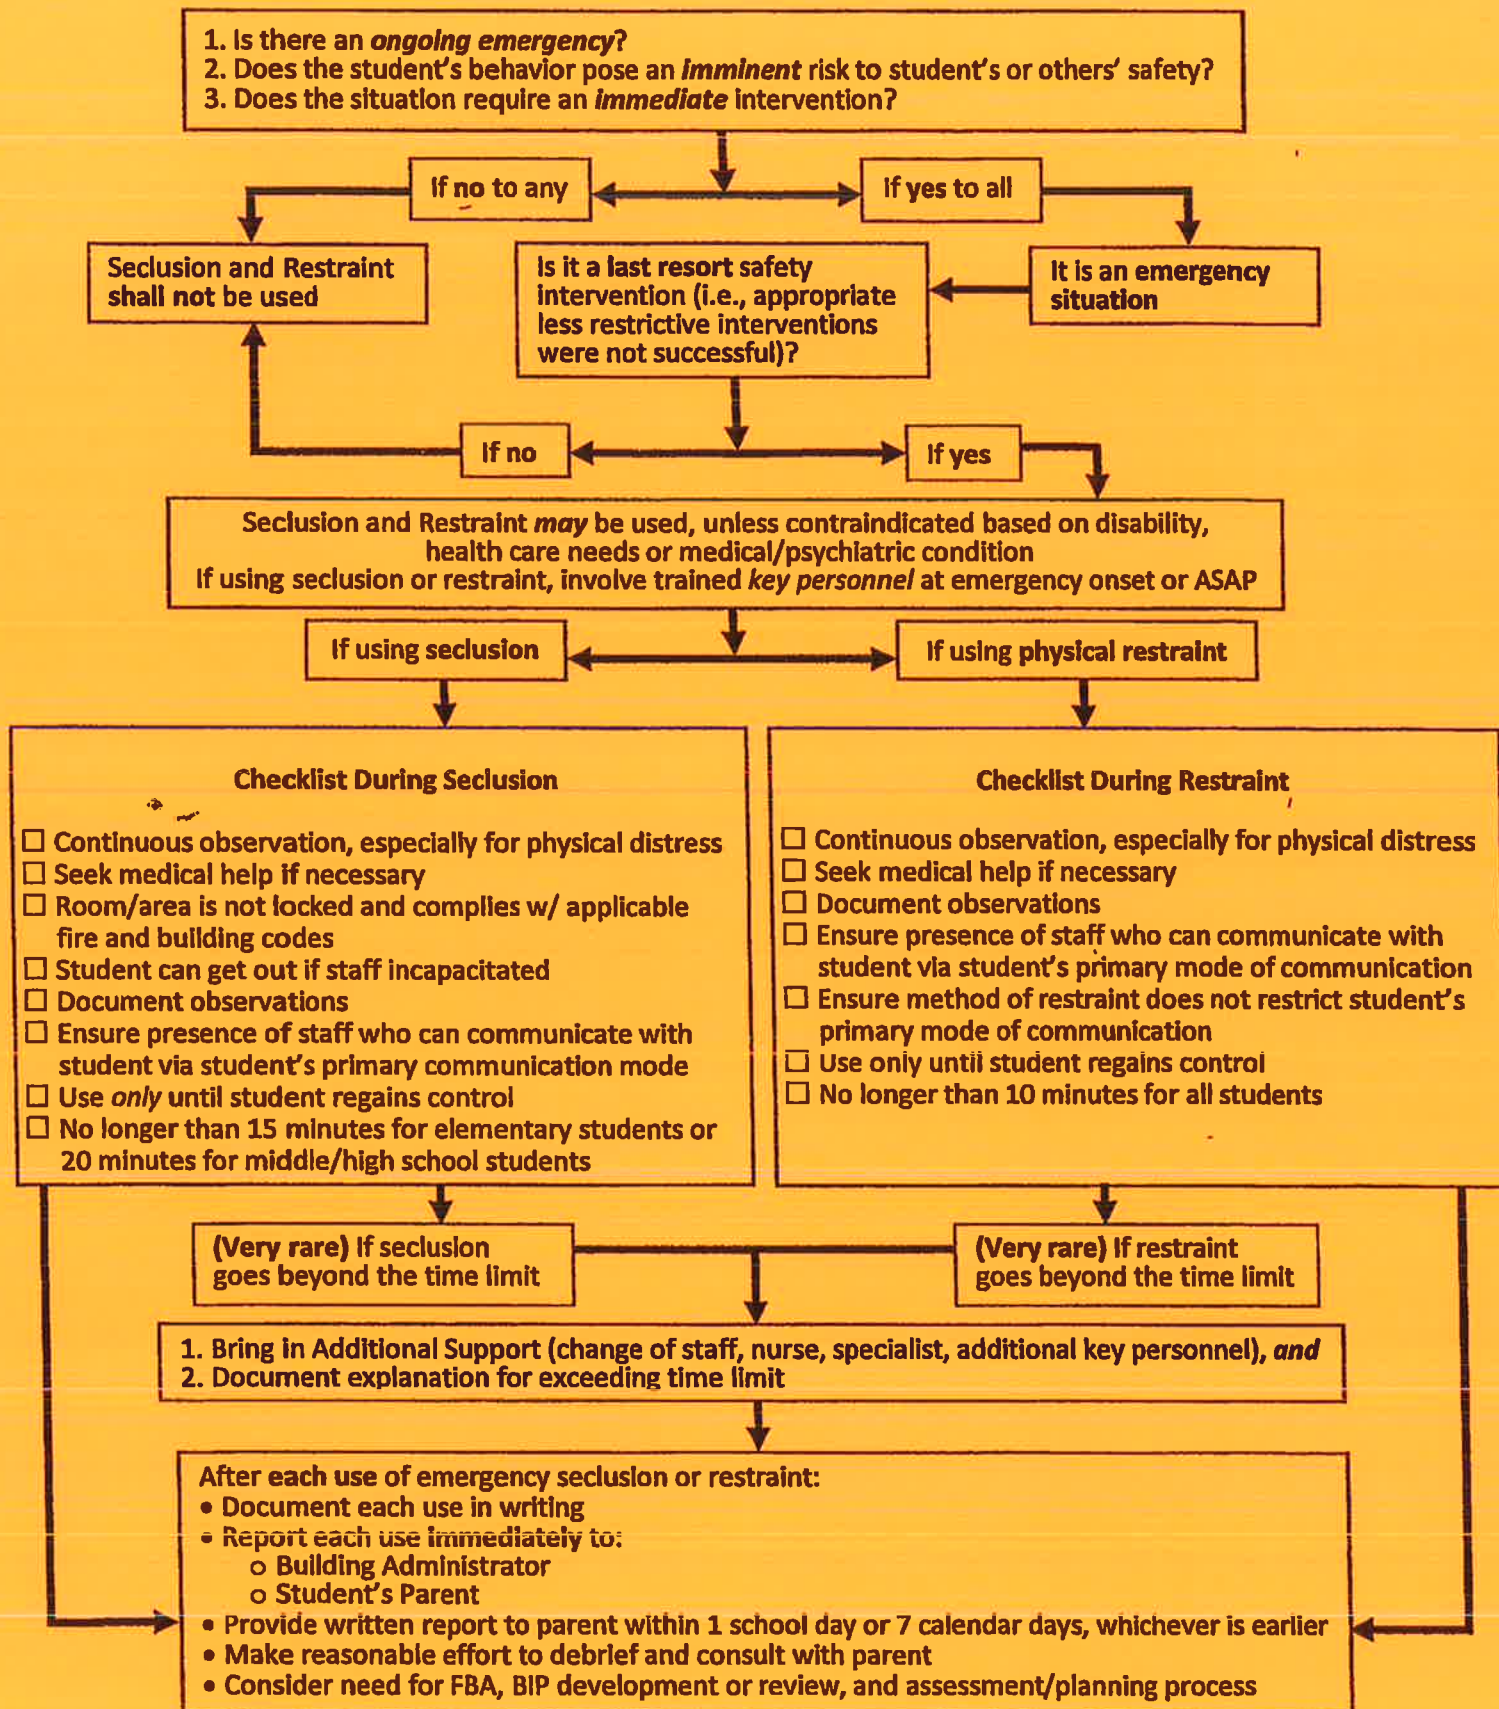 1. Is there an ongoing emergency?
2. Does the student's behavior pose an imminent risk to student's or others' safety?
3. Does the situation require an immediate intervention?
If no to any
If yes to all
Seclusion and Restraint
shall not be used
Is it a last resort safety
intervention (i.e., appropriate
less restrictive interventions
were not successful)?
It is an emergency
situation
If no
If yes
Seclusion and Restraint may be used, unless contraindicated based on disability,
health care needs or medical/psychiatric condition
If using seclusion or restraint, involve trained key personnel at emergency onset or ASAP
If using seclusion
If using physical restraint
Checklist During Seclusion
☐ Continuous observation, especially for physical distress
☐ Seek medical help if necessary
☐ Room/area is not locked and complies w/ applicable
fire and building codes
☐ Student can get out if staff incapacitated
☐ Document observations
☐ Ensure presence of staff who can communicate with
student via student's primary communication mode
☐ Use only until student regains control
☐ No longer than 15 minutes for elementary students or
20 minutes for middle/high school students
Checklist During Restraint
☐ Continuous observation, especially for physical distress
☐ Seek medical help if necessary
☐ Document observations
☐ Ensure presence of staff who can communicate with
student via student's primary mode of communication
☐ Ensure method of restraint does not restrict student's
primary mode of communication
☐ Use only until student regains control
☐ No longer than 10 minutes for all students
(Very rare) If seclusion
goes beyond the time limit
(Very rare) If restraint
goes beyond the time limit
1. Bring in Additional Support (change of staff, nurse, specialist, additional key personnel), and
2. Document explanation for exceeding time limit
After each use of emergency seclusion or restraint:
• Document each use in writing
• Report each use immediately to:
o Building Administrator
o Student's Parent
• Provide written report to parent within 1 school day or 7 calendar days, whichever is earlier
• Make reasonable effort to debrief and consult with parent
• Consider need for FBA, BIP development or review, and assessment/planning process